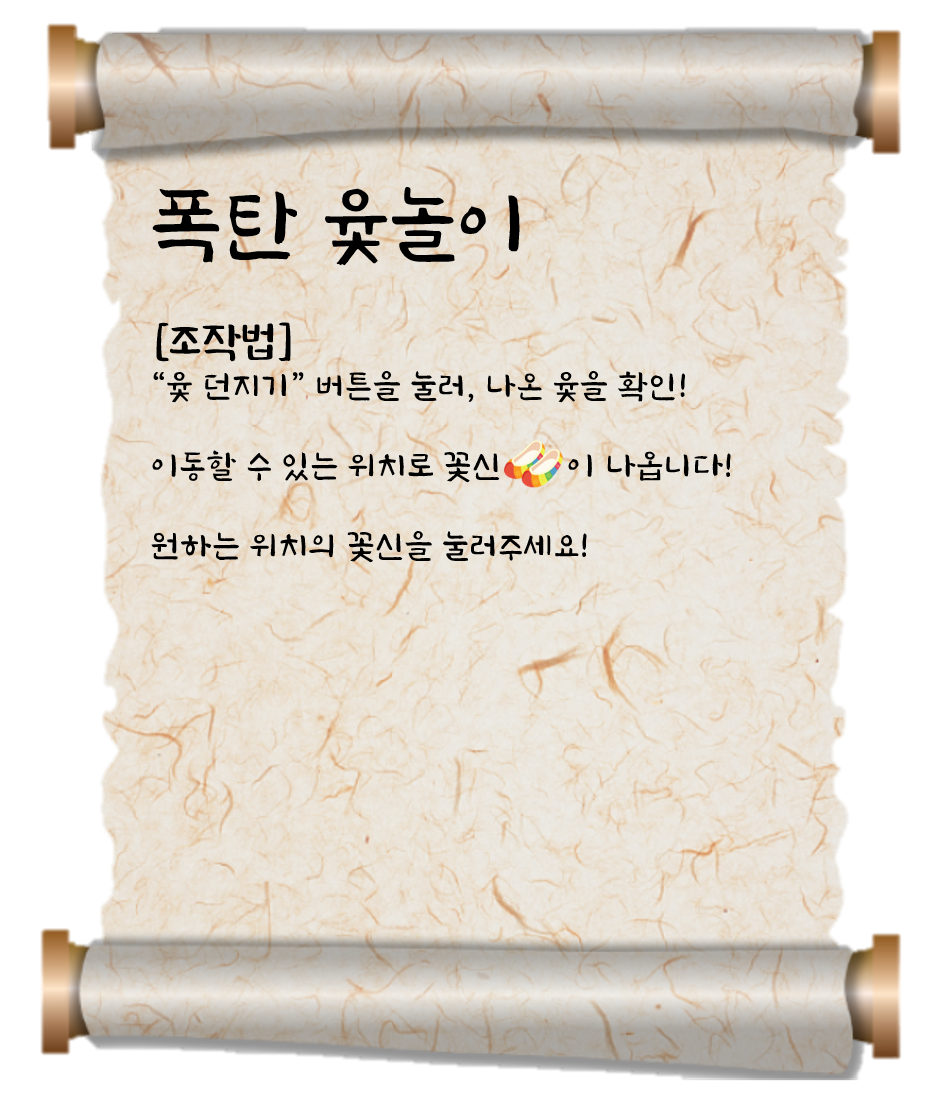 폭탄 윷놀이
[조작법]
“윷 던지기” 버튼을 눌러, 나온 윷을 확인!
이동할 수 있는 위치로 꽃신이 나옵니다!
원하는 위치의 꽃신을 눌러주세요!